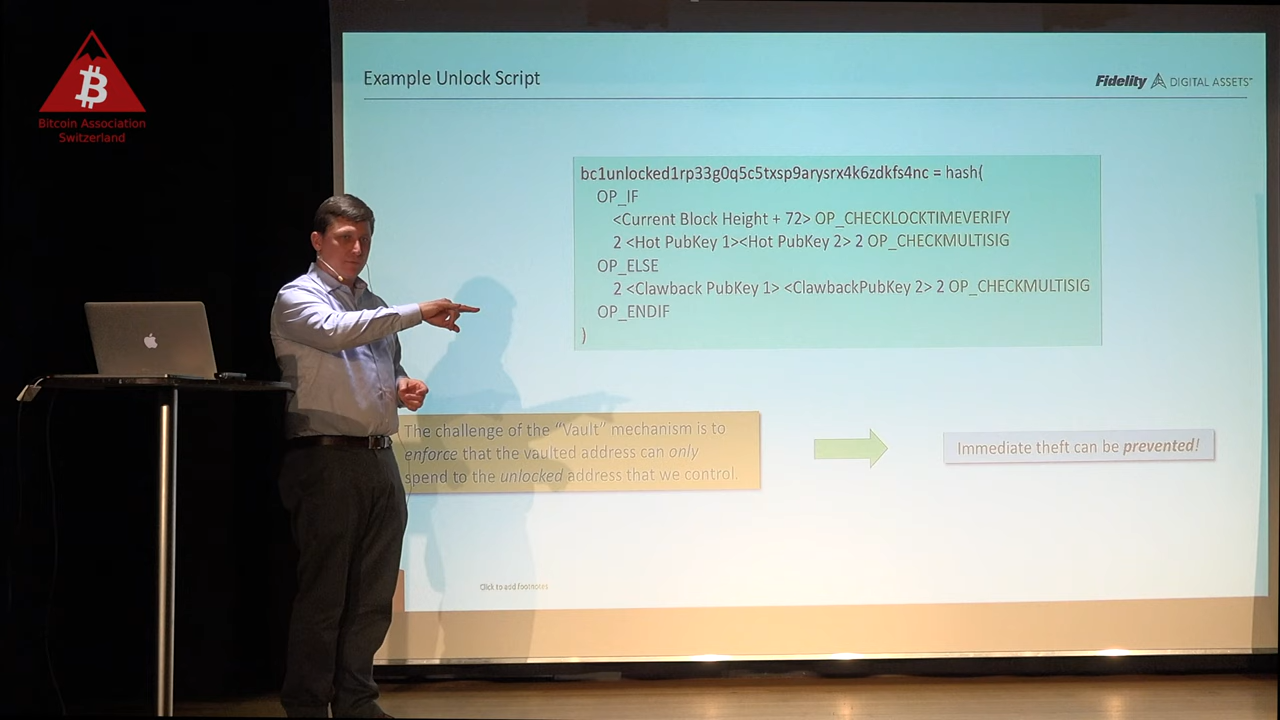 Bitcoin Association
Switzerland
Example Unlock Script
Fidelity DIGITAL ASSETS℠
bc1unlocked1rp33g0q5c5txsp9arysrx4k6zdkfs4nc = hash(
OP_IF
<Current Block Height + 72> OP_CHECKLOCKTIMEVERIFY
2 <Hot PubKey 1><Hot PubKey 2> 2 OP_CHECKMULTISIG
OP_ELSE
2 <Clawback PubKey 1> <ClawbackPubKey 2> 2 OP_CHECKMULTISIG
OP_ENDIF
)
The challenge of the “Vault” mechanism is to
enforce that the vaulted address can only
spend to the unlocked address that we control.
Immediate theft can be prevented!
Click to add footnotes